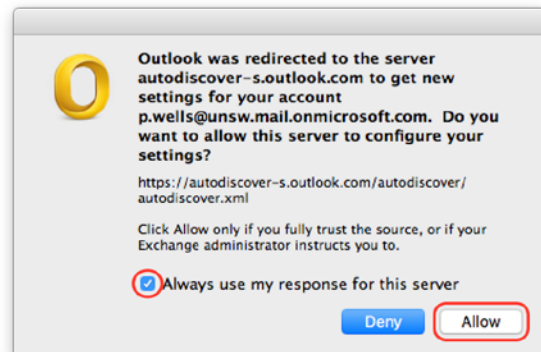 Outlook was redirected to the server
autodiscover-s.outlook.com to get new
settings for your account
p.wells@unsw.mail.onmicrosoft.com. Do you
want to allow this server to configure your
settings?
https://autodiscover-s.outlook.com/autodiscover/
autodiscover.xml
Click Allow only if you fully trust the source, or if your
Exchange administrator instructs you to.
Always use my response for this server
Deny
Allow